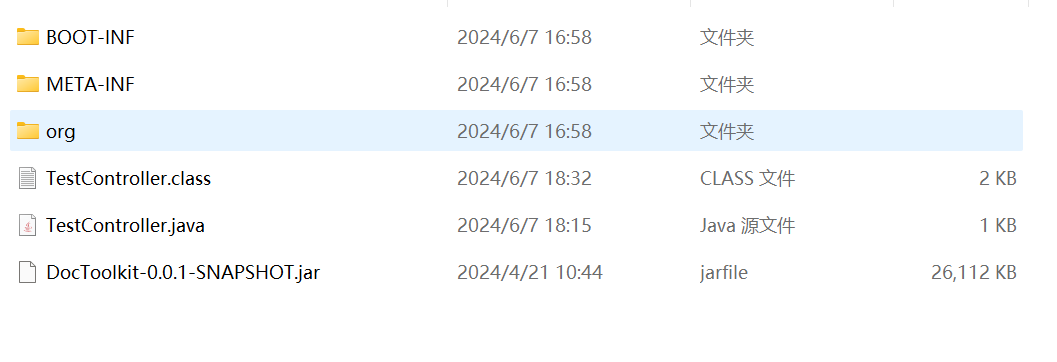 BOOT-INF 2024/6/7 16:58 文件夹
META-INF 2024/6/7 16:58 文件夹
org 2024/6/7 16:58 文件夹
TestController.class 2024/6/7 18:32 CLASS 文件 2 KB
TestController.java 2024/6/7 18:15 Java 源文件 1 KB
DocToolkit-0.0.1-SNAPSHOT.jar 2024/4/21 10:44 jarfile 26,112 KB